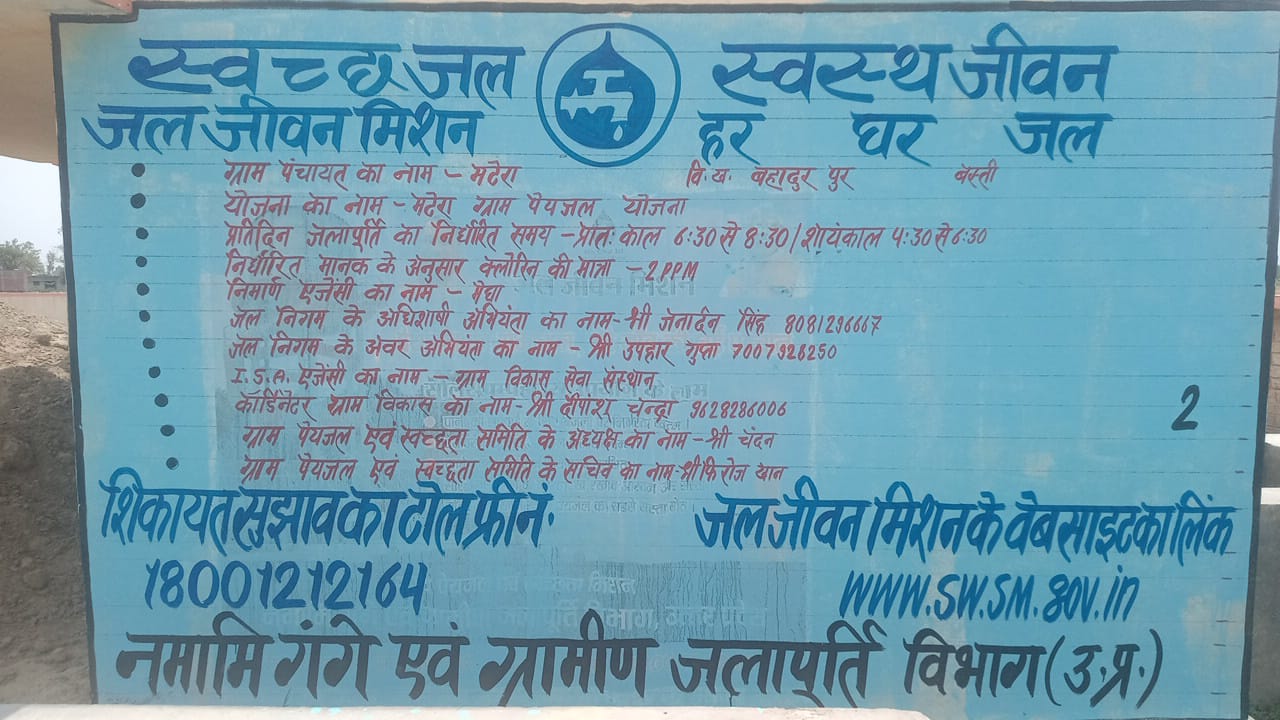 स्वच्छ जल स्वस्थ जीवन
जल जीवन मिशन हर घर जल
ग्राम पंचायत का नाम - मटेरा वि.ख. बहादुर पुर बस्ती
योजना का नाम - मटेरा ग्राम पेयजल योजना
प्रतिदिन जलापूर्ति का निर्धारित समय - प्रातः काल 6:30 से 8:30 / शायंकाल 4:30 से 6:30
निर्धारित मानक के अनुसार क्लोरिन की मात्रा - 2 PPM
निमार्ण एजेंसी का नाम - मेघा
जल निगम के अधिशाषी अभियंता का नाम - श्री जनार्दन सिंह 8081296667
जल निगम के अवर अभियंता का नाम - श्री उपहार गुप्ता 7007926250
I.S.A. एजेंसी का नाम - ग्राम विकास सेवा संस्थान
कॉर्डिनेटर ग्राम विकास का नाम - श्री दीपांश चन्द्रा 9628286006
ग्राम पेयजल एवं स्वच्छता समिति के अध्यक्ष का नाम - श्री चंदन
ग्राम पेयजल एवं स्वच्छता समिति के सचिव का नाम - श्री फिरोज खान
2
शिकायत सुझाव का टोल फ्री नं. जल जीवन मिशन के वेबसाइट का लिंक
18001212164 www.sw.sm.gov.in
नमामि गंगे एवं ग्रामीण जलापूर्ति विभाग (उ.प्र.)